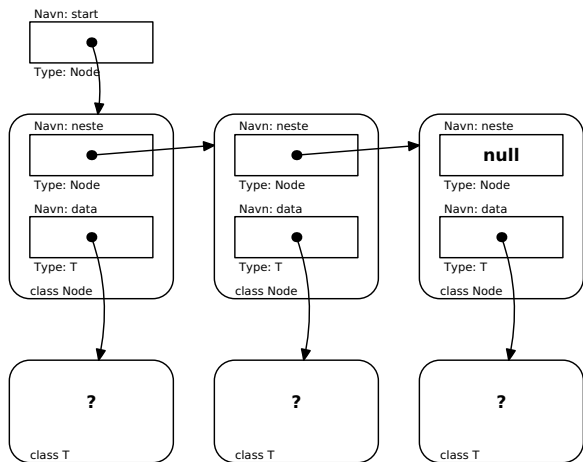 Navn: start
Type: Node
Navn: neste
Navn: neste
Navn: neste
null
Type: Node
Type: Node
Type: Node
Navn: data
Navn: data
Navn: data
Type: T
Type: T
Type: T
class Node
class Node
class Node
?
?
?
class T
class T
class T